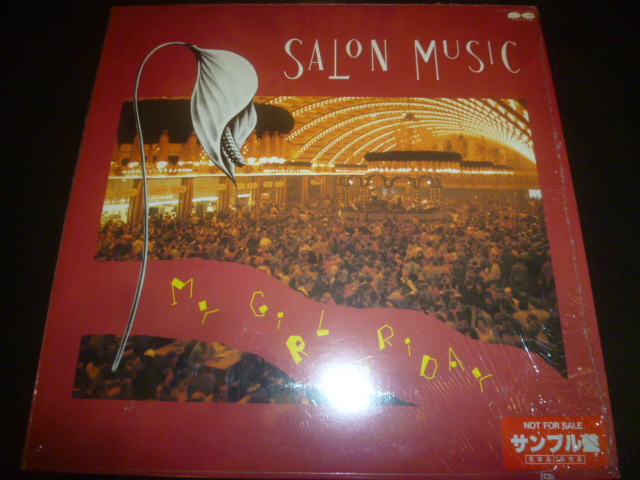 SALON MUSIC
MY GIRL FRIDAY
NOT FOR SALE
サンプル盤